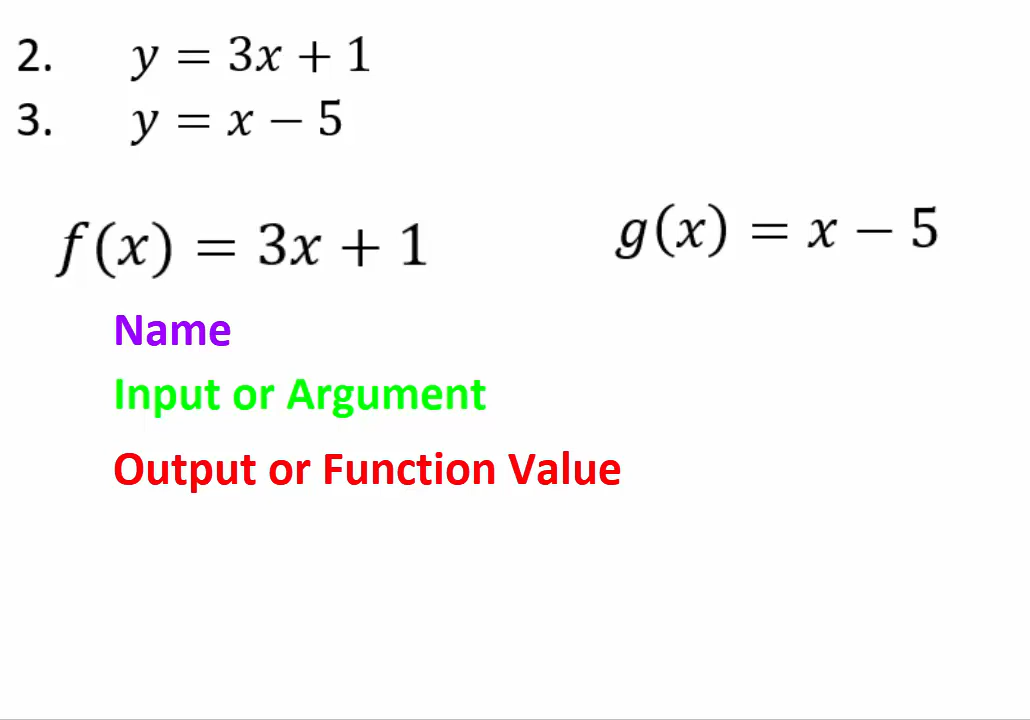 2. y = 3x + 1
3. y = x − 5
f(x) = 3x + 1
g(x) = x − 5
Name
Input or Argument
Output or Function Value